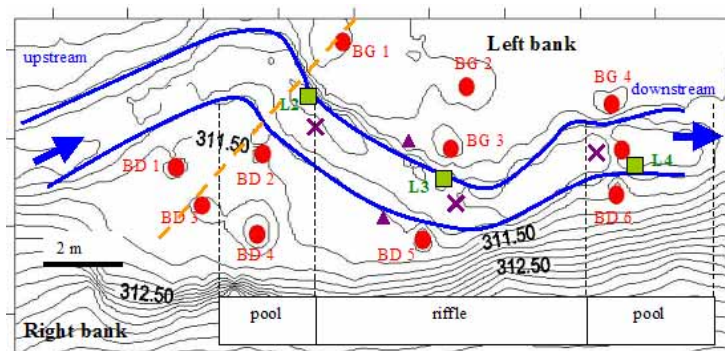 BG 1
Left bank
upstream
BG 2
BG 4
downstream
L2
311.50
BG 3
BD 1
BD 2
L3
L4
BD 3
BD 6
BD 4
BD 5
311.50
2 m
312.50
312.50
Right bank
pool
riffle
pool